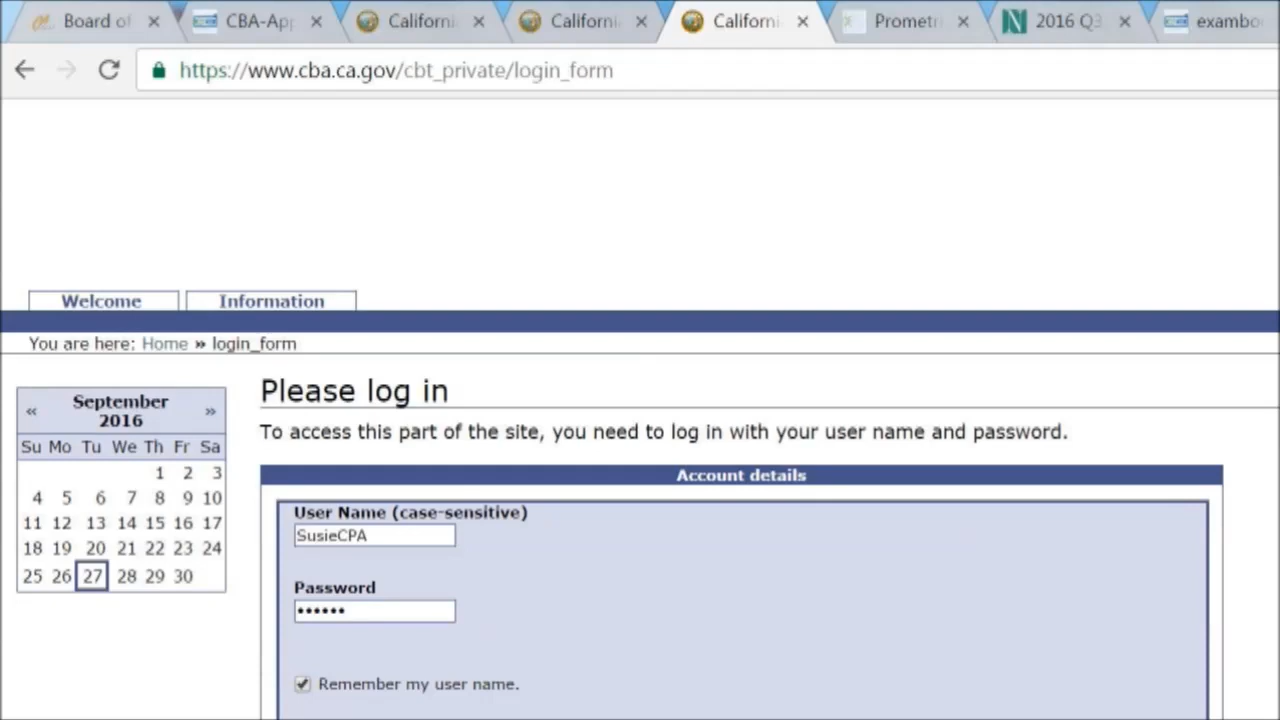 Board of
CBA-App
Californi
Californi
Californi
Prometri
2016 Q3
exambo
https://www.cba.ca.gov/cbt_private/login_form
Welcome
Information
You are here: Home » login_form
« September 2016 »
Su Mo Tu We Th Fr Sa
1 2 3
4 5 6 7 8 9 10
11 12 13 14 15 16 17
18 19 20 21 22 23 24
25 26 27 28 29 30
Please log in
To access this part of the site, you need to log in with your user name and password.
Account details
User Name (case-sensitive)
SusieCPA
Password
••••••
Remember my user name.